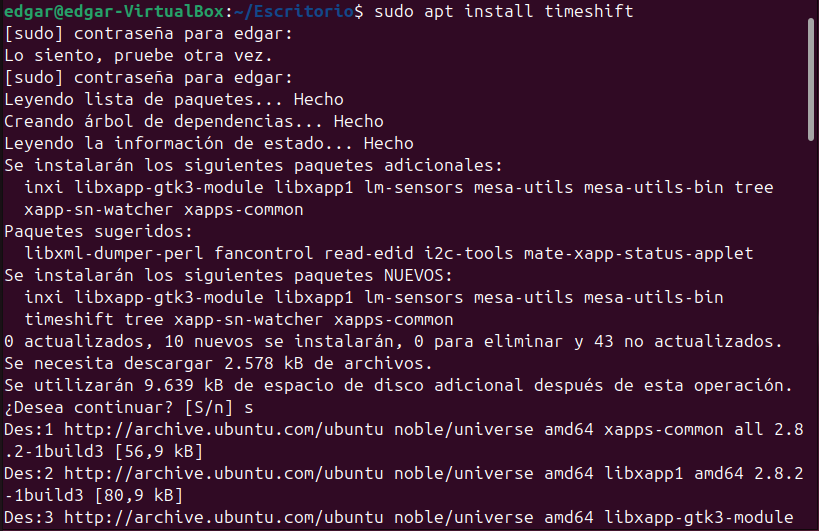 edgar@edgar-VirtualBox:~/Escritorio$ sudo apt install timeshift
[sudo] contraseña para edgar:
Lo siento, pruebe otra vez.
[sudo] contraseña para edgar:
Leyendo lista de paquetes... Hecho
Creando árbol de dependencias... Hecho
Leyendo la información de estado... Hecho
Se instalarán los siguientes paquetes adicionales:
  inxi libxapp-gtk3-module libxapp1 lm-sensors mesa-utils mesa-utils-bin tree
  xapp-sn-watcher xapps-common
Paquetes sugeridos:
  libxml-dumper-perl fancontrol read-edid i2c-tools mate-xapp-status-applet
Se instalarán los siguientes paquetes NUEVOS:
  inxi libxapp-gtk3-module libxapp1 lm-sensors mesa-utils mesa-utils-bin
  timeshift tree xapp-sn-watcher xapps-common
0 actualizados, 10 nuevos se instalarán, 0 para eliminar y 43 no actualizados.
Se necesita descargar 2.578 kB de archivos.
Se utilizarán 9.639 kB de espacio de disco adicional después de esta operación.
¿Desea continuar? [S/n] s
Des:1 http://archive.ubuntu.com/ubuntu noble/universe amd64 xapps-common all 2.8
.2-1build3 [56,9 kB]
Des:2 http://archive.ubuntu.com/ubuntu noble/universe amd64 libxapp1 amd64 2.8.2
-1build3 [80,9 kB]
Des:3 http://archive.ubuntu.com/ubuntu noble/universe amd64 libxapp-gtk3-module